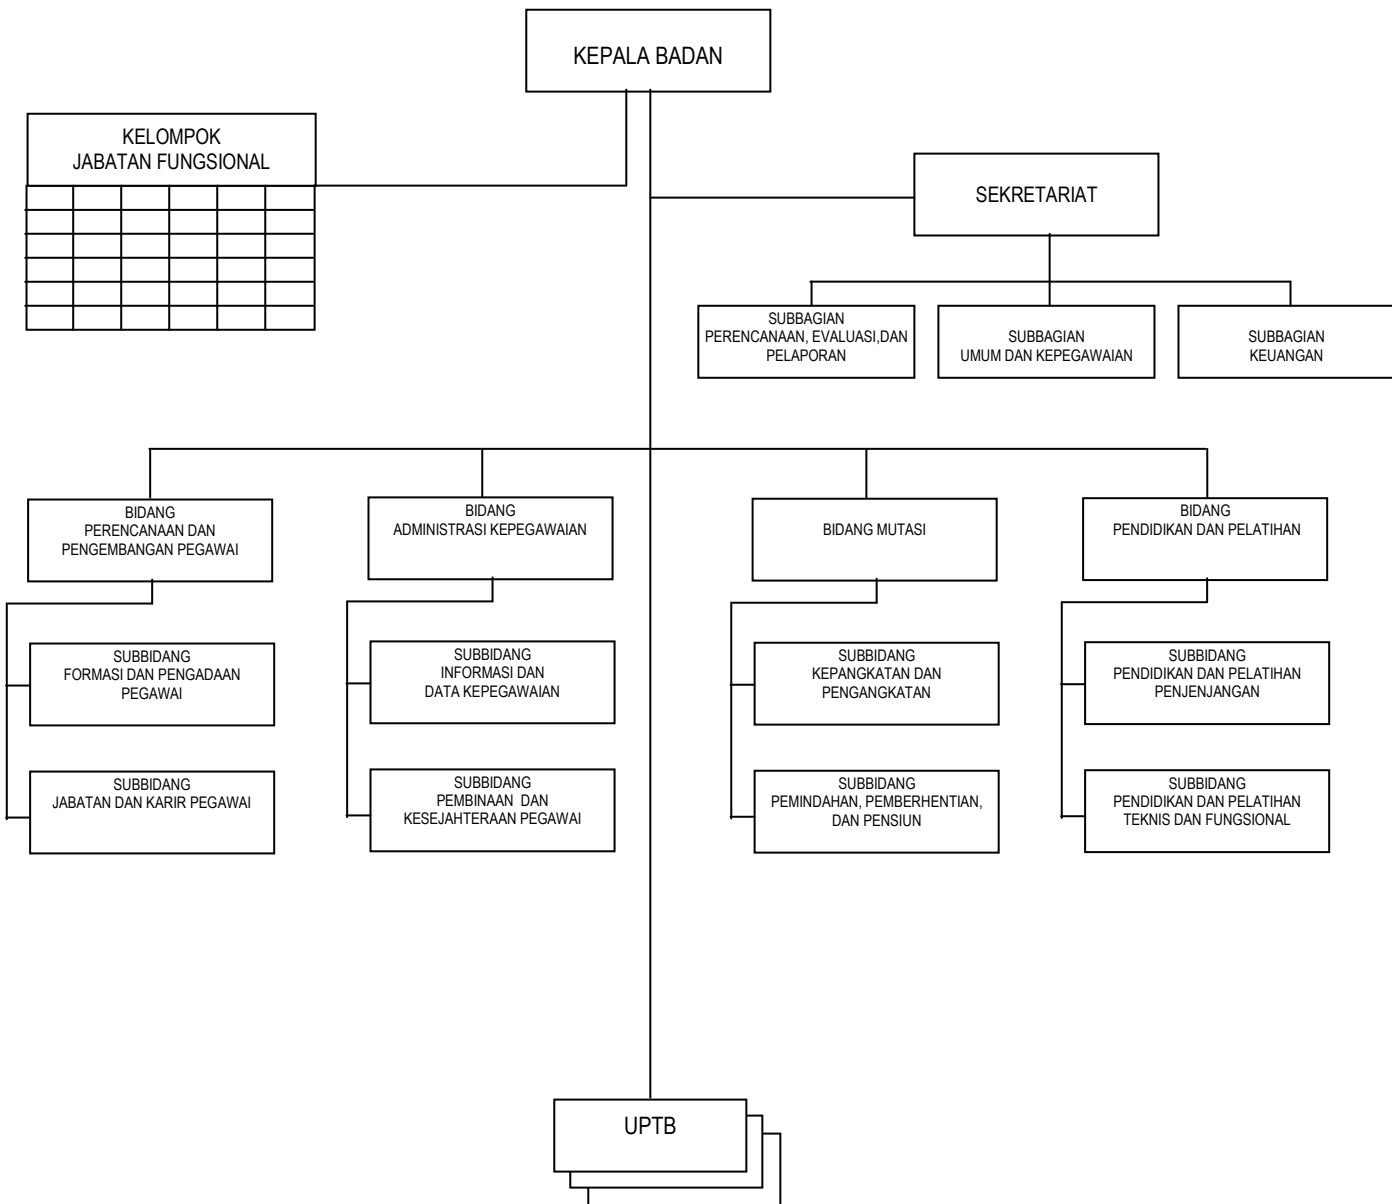 KEPALA BADAN
KELOMPOK
JABATAN FUNGSIONAL
SEKRETARIAT
SUBBAGIAN
PERENCANAAN, EVALUASI,DAN
PELAPORAN
SUBBAGIAN
UMUM DAN KEPEGAWAIAN
SUBBAGIAN
KEUANGAN
BIDANG
PERENCANAAN DAN
PENGEMBANGAN PEGAWAI
BIDANG
ADMINISTRASI KEPEGAWAIAN
BIDANG MUTASI
BIDANG
PENDIDIKAN DAN PELATIHAN
SUBBIDANG
FORMASI DAN PENGADAAN
PEGAWAI
SUBBIDANG
INFORMASI DAN
DATA KEPEGAWAIAN
SUBBIDANG
KEPANGKATAN DAN
PENGANGKATAN
SUBBIDANG
PENDIDIKAN DAN PELATIHAN
PENJENJANGAN
SUBBIDANG
JABATAN DAN KARIR PEGAWAI
SUBBIDANG
PEMBINAAN  DAN
KESEJAHTERAAN PEGAWAI
SUBBIDANG
PEMINDAHAN, PEMBERHENTIAN,
DAN PENSIUN
SUBBIDANG
PENDIDIKAN DAN PELATIHAN
TEKNIS DAN FUNGSIONAL
UPTB